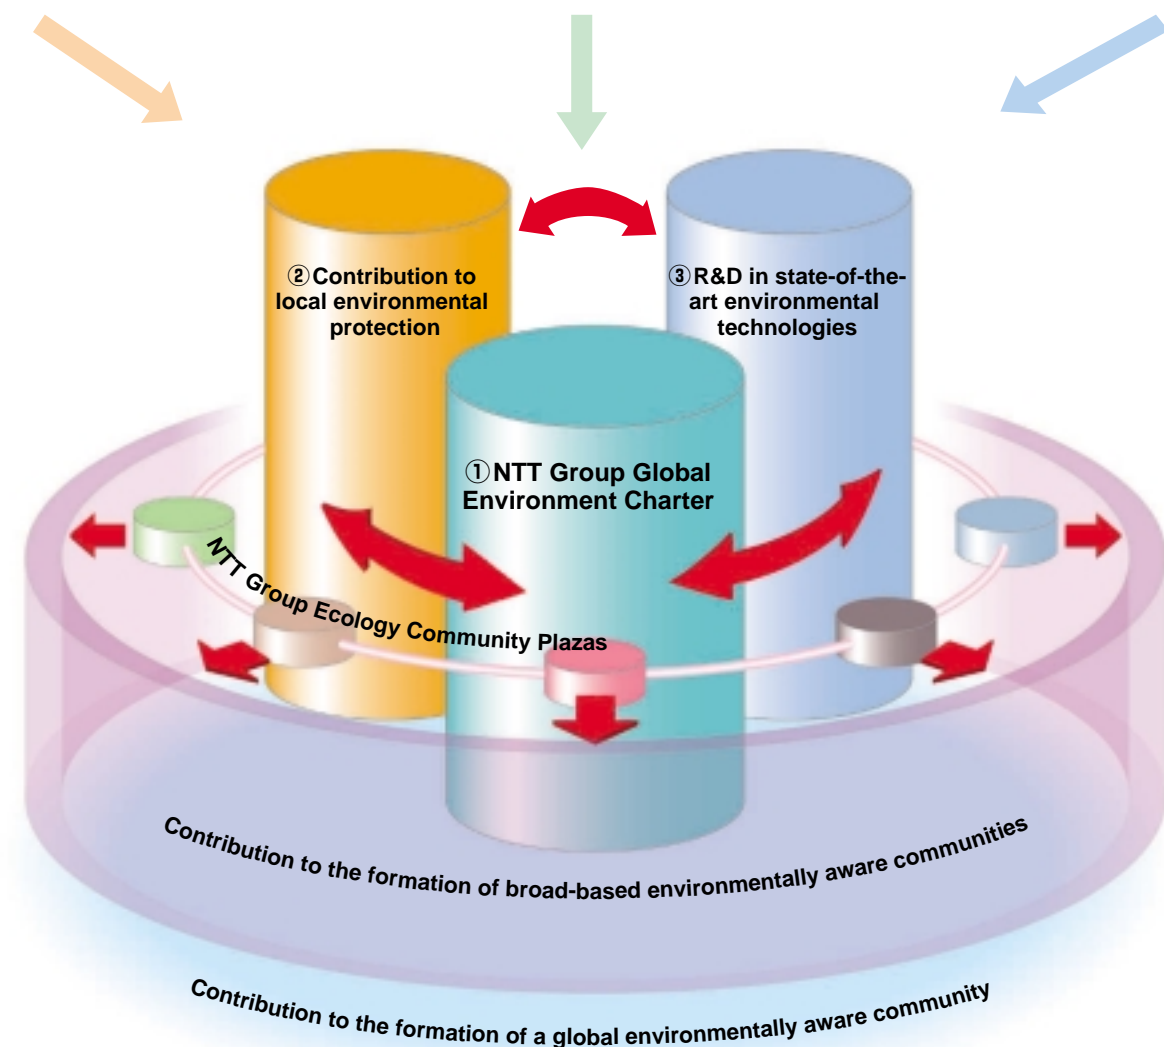 ②Contribution to
local environmental
protection
③R&D in state-of-the-
art environmental
technologies
①NTT Group Global
Environment Charter
NTT Group Ecology Community Plazas
Contribution to the formation of broad-based environmentally aware communities
Contribution to the formation of a global environmentally aware community